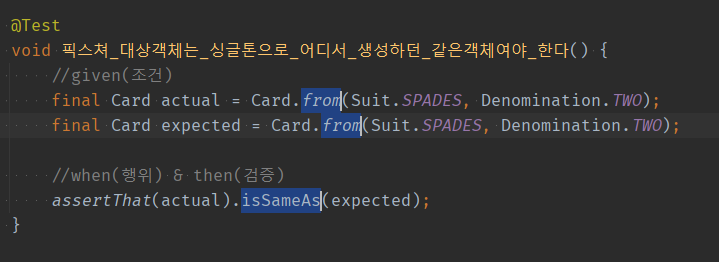 @Test
void 픽스쳐_대상객체는_싱글톤으로_어디서_생성하던_같은객체여야_한다() {
//given(조건)
final Card actual = Card.from(Suit.SPADES, Denomination.TWO);
final Card expected = Card.from(Suit.SPADES, Denomination.TWO);
//when(행위) & then(검증)
assertThat(actual).isSameAs(expected);
}